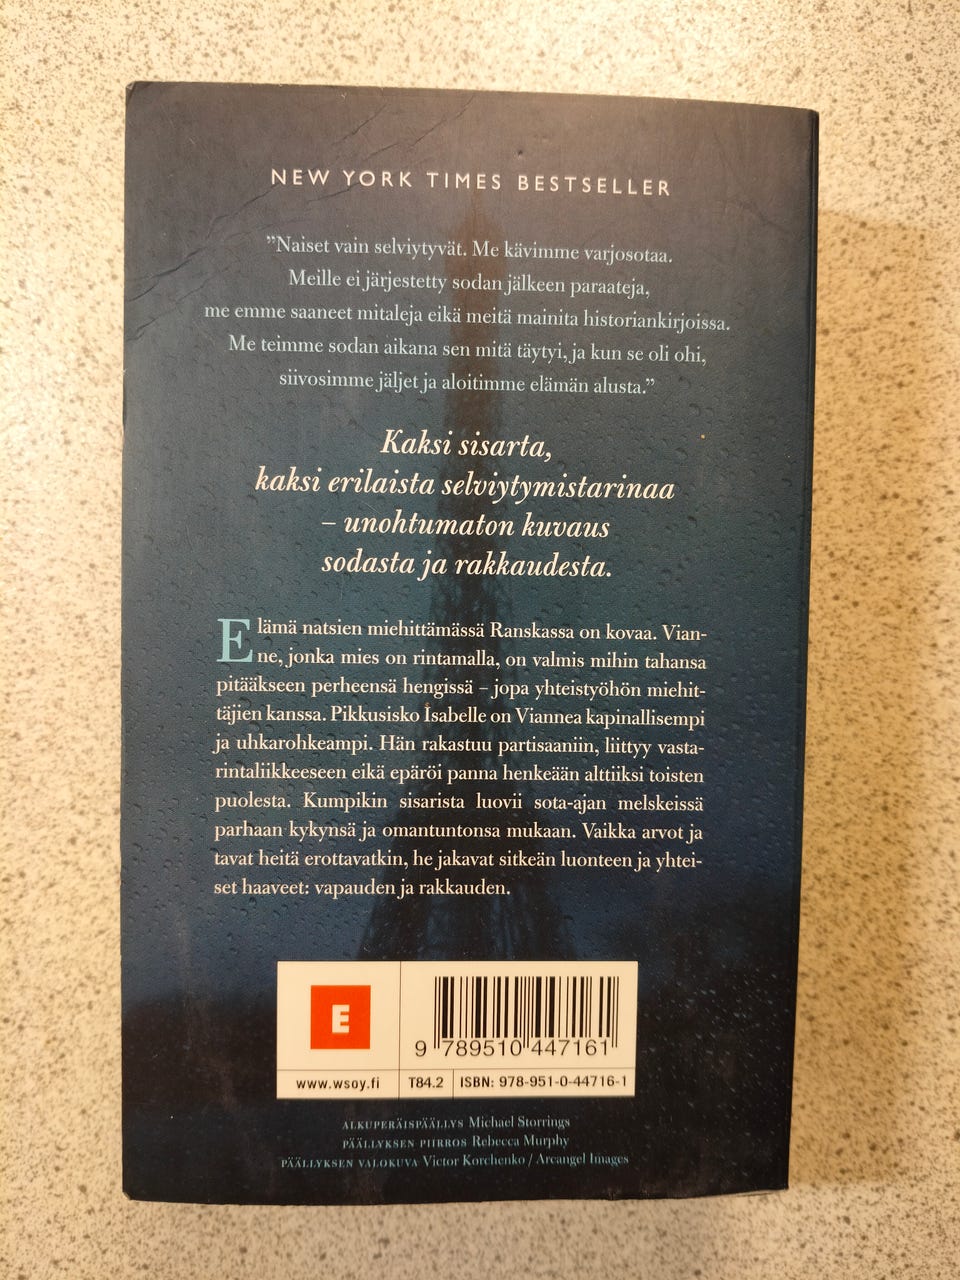 NEW YORK TIMES BESTSELLER
”Naiset vain selviytyvät. Me kävimme varjosotaa.
Meille ei järjestetty sodan jälkeen paraateja,
me emme saaneet mitaleja eikä meitä mainita historiankirjoissa.
Me teimme sodan aikana sen mitä täytyi, ja kun se oli ohi,
siivosimme jäljet ja aloitimme elämän alusta.”
Kaksi sisarta,
kaksi erilaista selviytymistarinaa
– unohtumaton kuvaus
sodasta ja rakkaudesta.
Elämä natsien miehittämässä Ranskassa on kovaa. Vian-
ne, jonka mies on rintamalla, on valmis mihin tahansa
pitääkseen perheensä hengissä – jopa yhteistyöhön miehit-
täjien kanssa. Pikkusisko Isabelle on Viannea kapinallisempi
ja uhkarohkeampi. Hän rakastuu partisaaniin, liittyy vasta-
rintaliikkeeseen eikä epäröi panna henkeään alttiiksi toisten
puolesta. Kumpikin sisarista luovii sota-ajan melskeissä
parhaan kykynsä ja omantuntonsa mukaan. Vaikka arvot ja
tavat heitä erottavatkin, he jakavat sitkeän luonteen ja yhtei-
set haaveet: vapauden ja rakkauden.
E
9 789510 447161
www.wsoy.fi T84.2 ISBN: 978-951-0-44716-1
ALKUPERÄISPÄÄLLYS Michael Storrings
PÄÄLLYKSEN PIIRROS Rebecca Murphy
PÄÄLLYKSEN VALOKUVA Victor Korchenko / Arcangel Images